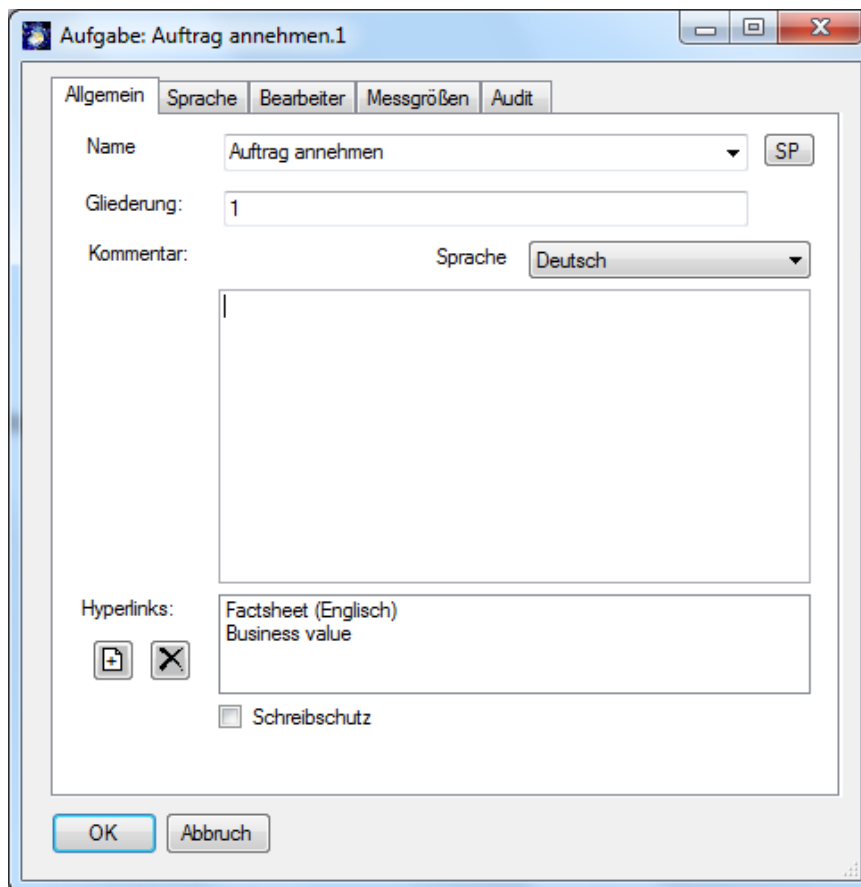 Aufgabe: Auftrag annehmen.1
Allgemein Sprache Bearbeiter Messgrößen Audit
Name Auftrag annehmen SP
Gliederung: 1
Kommentar: Sprache Deutsch
Hyperlinks: Factsheet (Englisch)
Business value
Schreibschutz
OK Abbruch